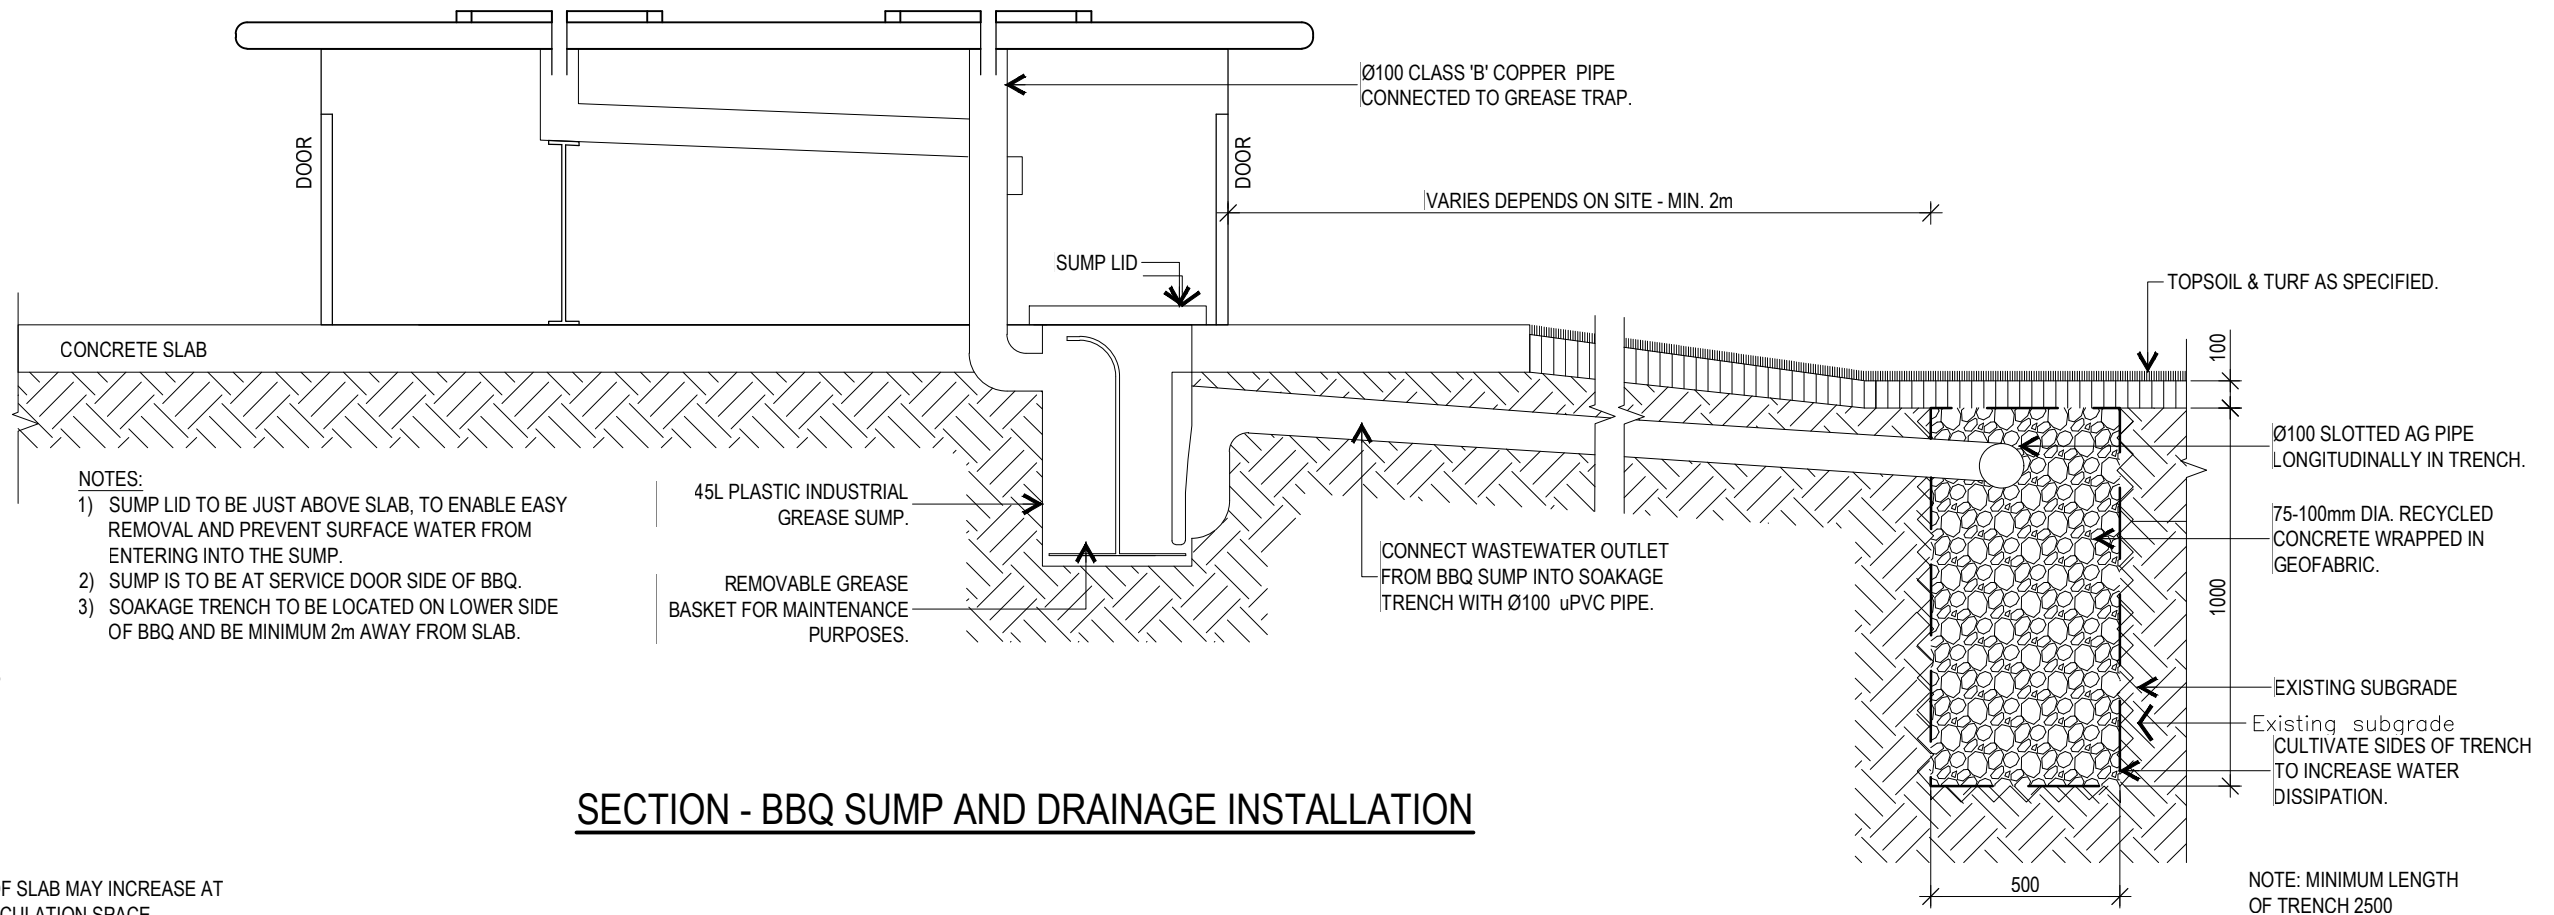 Ø100 CLASS 'B' COPPER PIPE
CONNECTED TO GREASE TRAP.
DOOR
DOOR
VARIES DEPENDS ON SITE - MIN. 2m
SUMP LID
TOPSOIL & TURF AS SPECIFIED.
CONCRETE SLAB
100
Ø100 SLOTTED AG PIPE
LONGITUDINALLY IN TRENCH.
NOTES:
1) SUMP LID TO BE JUST ABOVE SLAB, TO ENABLE EASY
REMOVAL AND PREVENT SURFACE WATER FROM
ENTERING INTO THE SUMP.
2) SUMP IS TO BE AT SERVICE DOOR SIDE OF BBQ.
3) SOAKAGE TRENCH TO BE LOCATED ON LOWER SIDE
OF BBQ AND BE MINIMUM 2m AWAY FROM SLAB.
45L PLASTIC INDUSTRIAL
GREASE SUMP.
REMOVABLE GREASE
BASKET FOR MAINTENANCE
PURPOSES.
CONNECT WASTEWATER OUTLET
FROM BBQ SUMP INTO SOAKAGE
TRENCH WITH Ø100 uPVC PIPE.
75-100mm DIA. RECYCLED
CONCRETE WRAPPED IN
GEOFABRIC.
1000
EXISTING SUBGRADE
Existing subgrade
CULTIVATE SIDES OF TRENCH
TO INCREASE WATER
DISSIPATION.
SECTION - BBQ SUMP AND DRAINAGE INSTALLATION
500
NOTE: MINIMUM LENGTH
OF TRENCH 2500
SLAB MAY INCREASE AT
SPACE